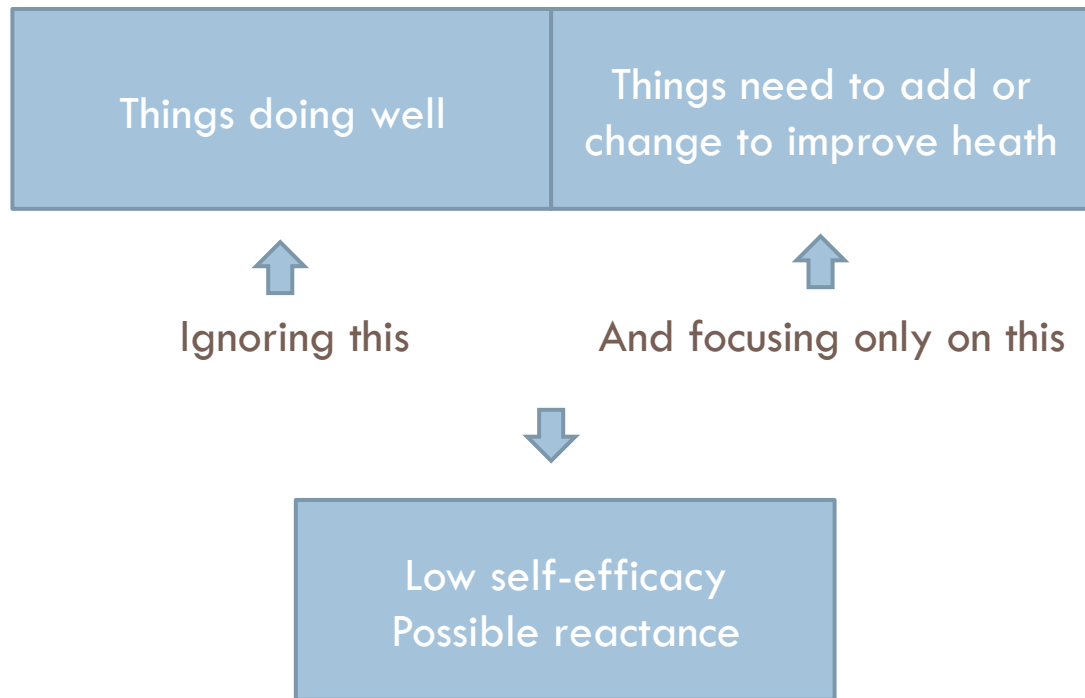 Things doing well
Things need to add or
change to improve heath
Ignoring this
And focusing only on this
Low self-efficacy
Possible reactance